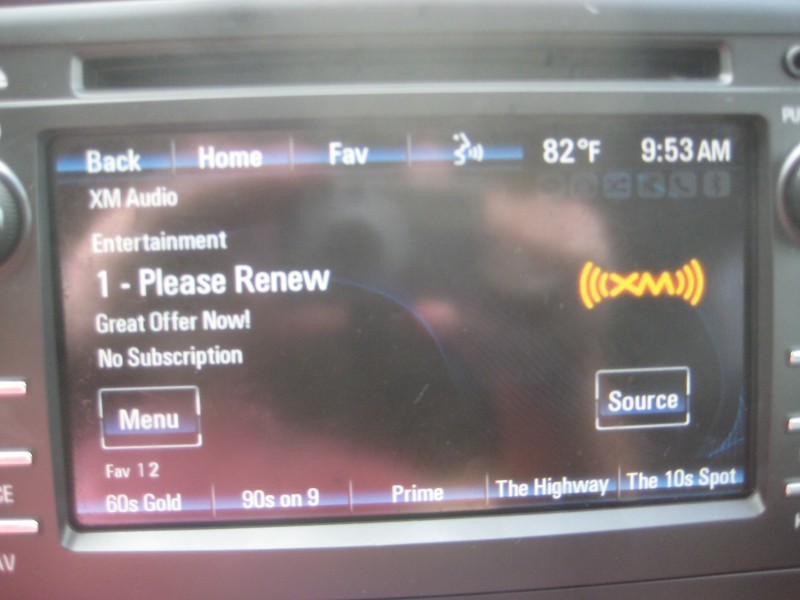 Back Home Fav 82°F 9:53 AM
XM Audio
Entertainment
1 - Please Renew
((XM))
Great Offer Now!
No Subscription
Menu
Source
Fav 1 2
60s Gold 90s on 9 Prime The Highway The 10s Spot